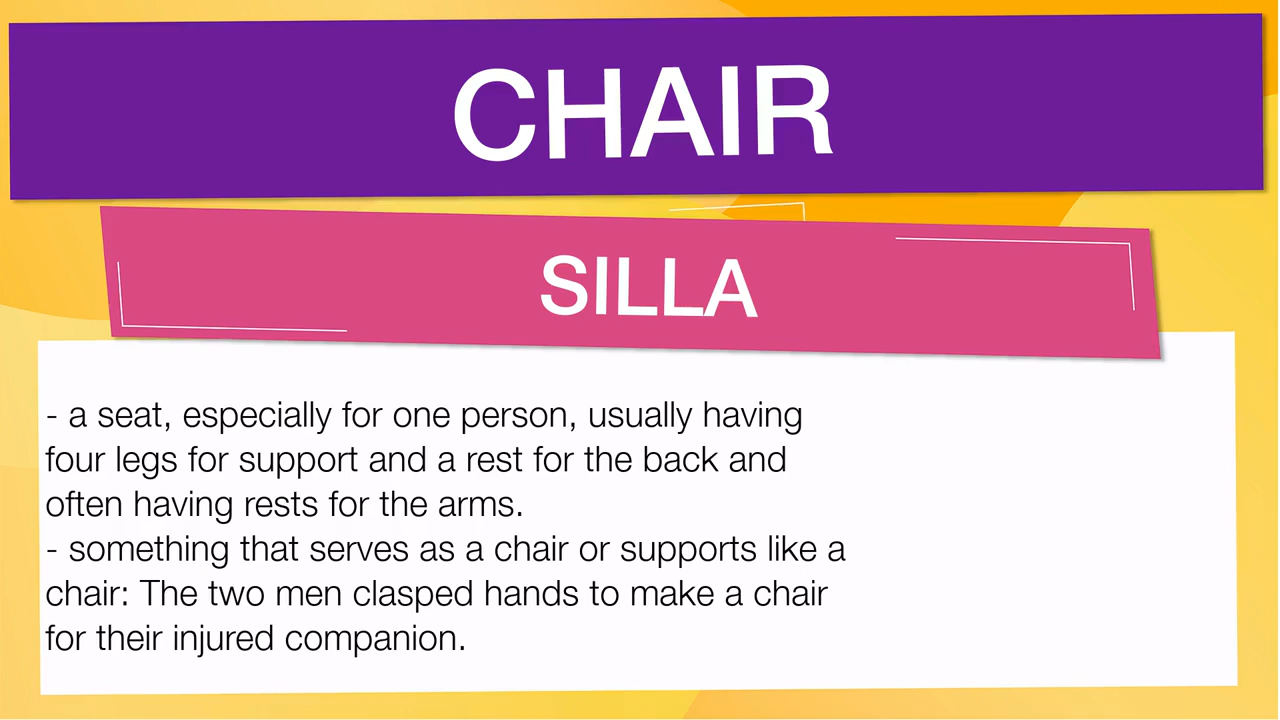 CHAIR
SILLA
- a seat, especially for one person, usually having
four legs for support and a rest for the back and
often having rests for the arms.
- something that serves as a chair or supports like a
chair: The two men clasped hands to make a chair
for their injured companion.